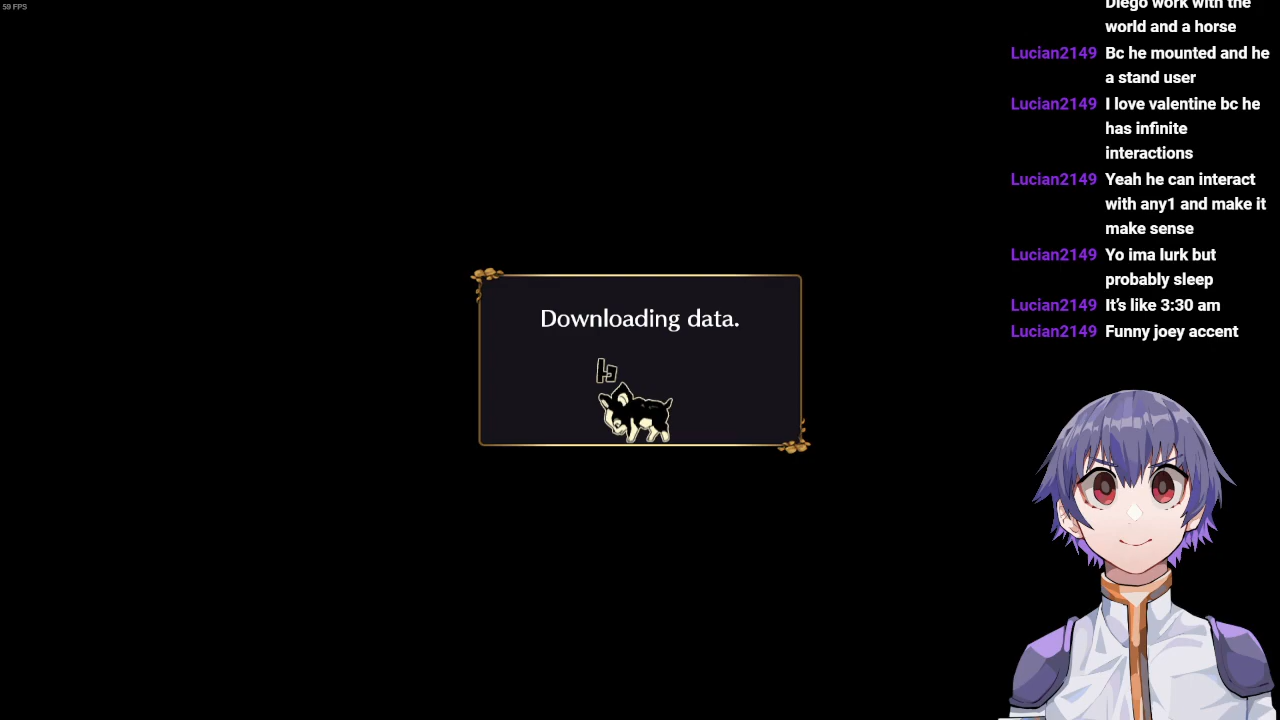 59 FPS
Diego work with the
world and a horse
Lucian2149 Bc he mounted and he
a stand user
Lucian2149 I love valentine bc he
has infinite
interactions
Lucian2149 Yeah he can interact
with any1 and make it
make sense
Lucian2149 Yo ima lurk but
probably sleep
Lucian2149 It’s like 3:30 am
Lucian2149 Funny joey accent
Downloading data.